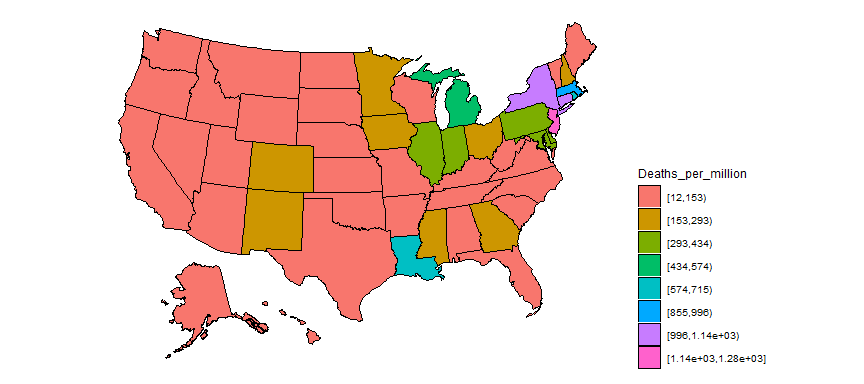 Deaths_per_million
[12,153)
[153,293)
[293,434)
[434,574)
[574,715)
[855,996)
[996,1.14e+03)
[1.14e+03,1.28e+03]